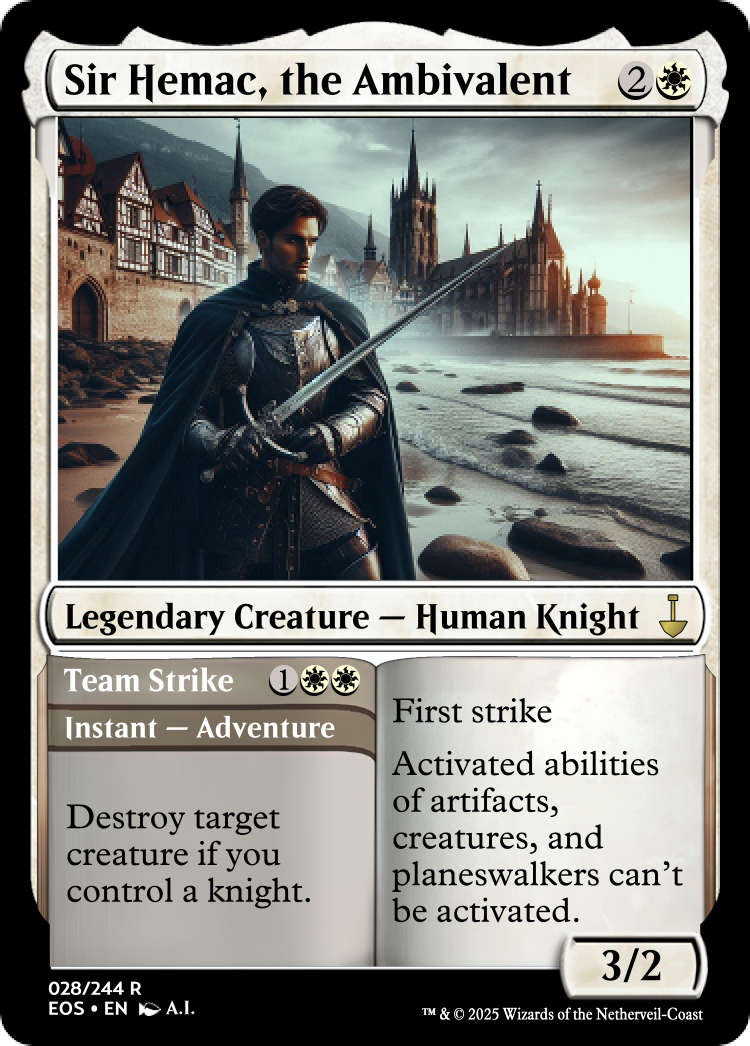 Sir Hemac, the Ambivalent 2
Legendary Creature — Human Knight
Team Strike 1
Instant — Adventure
Destroy target
creature if you
control a knight.
First strike
Activated abilities
of artifacts,
creatures, and
planeswalkers can't
be activated.
3/2
028/244 R
EOS • EN A.I.
™ & © 2025 Wizards of the Netherveil-Coast